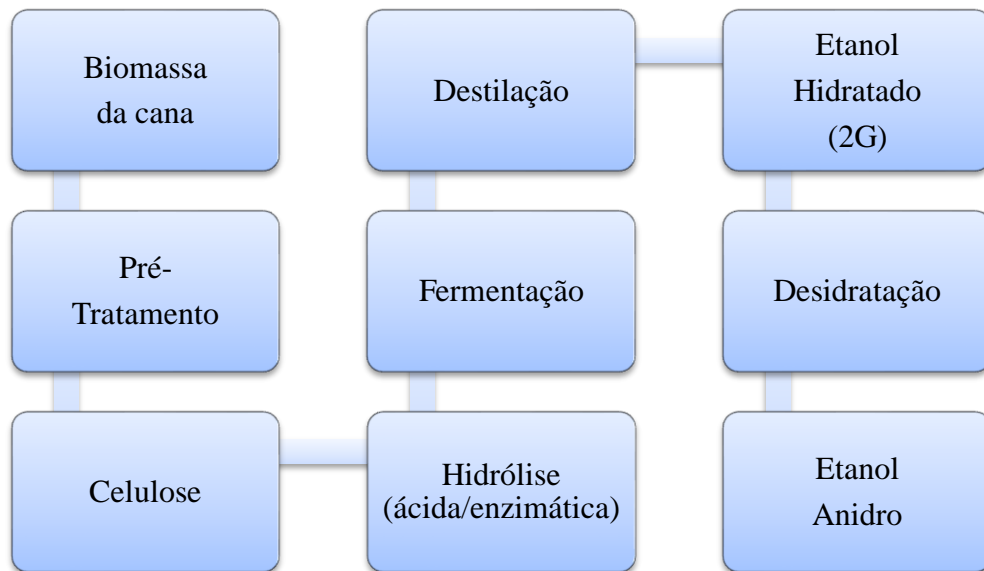 Biomassa
da cana
Pré-
Tratamento
Celulose
Hidrólise
(ácida/enzimática)
Fermentação
Destilação
Etanol
Hidratado
(2G)
Desidratação
Etanol
Anidro